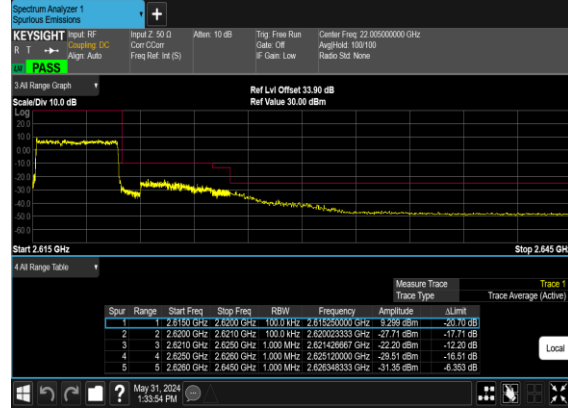 Spectrum Analyzer 1
Spurious Emissions
KEYSIGHT Input: RF Input Z: 50 Ω Atten: 10 dB Trig: Free Run Center Freq: 22.005000000 GHz
R T Coupling: DC Corr CCorr Gate: Off Avg|Hold: 100/100
Align: Auto Freq Ref: Int (S) IF Gain: Low Radio Std: None
PASS
3 All Range Graph
Ref Lvl Offset 33.90 dB
Scale/Div 10.0 dB Ref Value 30.00 dBm
Log
20.0
10.0
0.00
-10.0
-20.0
-30.0
-40.0
-50.0
-60.0
Start 2.615 GHz Stop 2.645 GH
4 All Range Table
Measure Trace Trace 1
Trace Type Trace Average (Active)
Spur Range Start Freq Stop Freq RBW Frequency Amplitude ΔLimit
1 1 2.6150 GHz 2.6200 GHz 100.0 kHz 2.615250000 GHz 9.299 dBm -20.70 dB
2 2 2.6200 GHz 2.6210 GHz 100.0 kHz 2.620023333 GHz -27.71 dBm -17.71 dB
3 3 2.6210 GHz 2.6250 GHz 1.000 MHz 2.621426667 GHz -22.20 dBm -12.20 dB
4 4 2.6250 GHz 2.6260 GHz 1.000 MHz 2.625120000 GHz -29.51 dBm -16.51 dB
5 5 2.6260 GHz 2.6450 GHz 1.000 MHz 2.626348333 GHz -31.35 dBm -6.353 dB
Local
May 31, 2024
1:33:54 PM